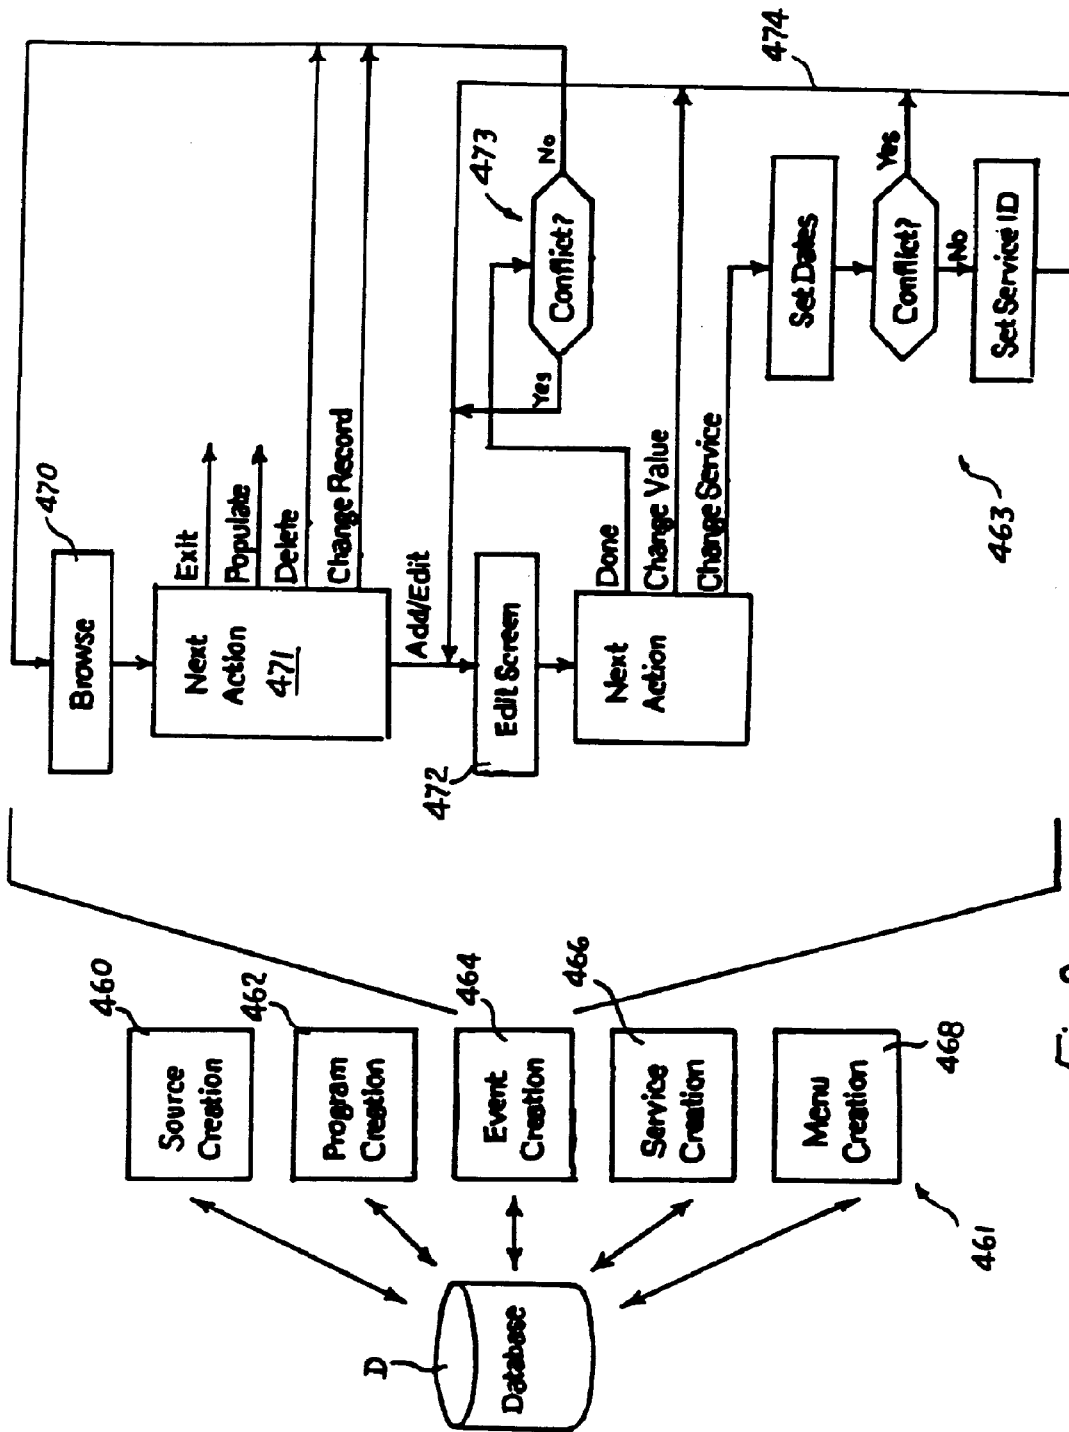 D
Database
460
Source
Creation
462
Program
Creation
464
Event
Creation
466
Service
Creation
Menu
Creation
468
461
470
Browse
Next
Action
471
Exit
Populate
Delete
Change Record
Add/Edit
472
Edit Screen
Next
Action
Done
Change Value
Change Service
473
Conflict?
Yes
No
474
Set Dates
Conflict?
Yes
No
Set Service ID
463